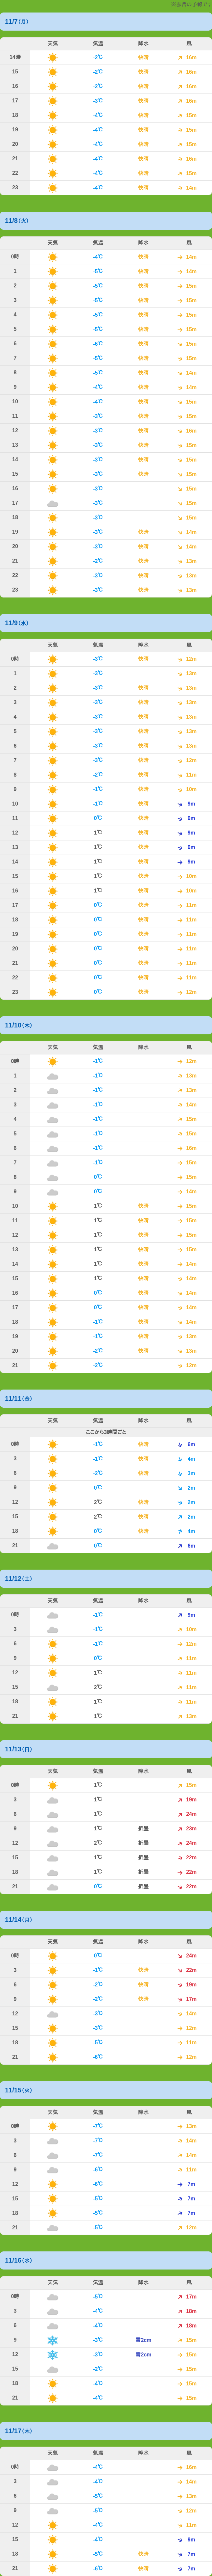 11/7(月)
天気 気温 降水 風
14時 -2℃ 快晴 16m
15 -2℃ 快晴 16m
16 -2℃ 快晴 16m
17 -3℃ 快晴 16m
18 -4℃ 快晴 15m
19 -4℃ 快晴 15m
20 -4℃ 快晴 15m
21 -4℃ 快晴 16m
22 -4℃ 快晴 15m
23 -4℃ 快晴 14m
11/8(火)
天気 気温 降水 風
0時 -4℃ 快晴 14m
1 -5℃ 快晴 14m
2 -5℃ 快晴 15m
3 -5℃ 快晴 15m
4 -5℃ 快晴 15m
5 -5℃ 快晴 15m
6 -6℃ 快晴 15m
7 -5℃ 快晴 15m
8 -5℃ 快晴 14m
9 -4℃ 快晴 14m
10 -4℃ 快晴 15m
11 -3℃ 快晴 15m
12 -3℃ 快晴 16m
13 -3℃ 快晴 15m
14 -3℃ 快晴 15m
15 -3℃ 快晴 15m
16 -3℃ 15m
17 -3℃ 15m
18 -3℃ 15m
19 -3℃ 快晴 14m
20 -3℃ 快晴 14m
21 -2℃ 快晴 13m
22 -3℃ 快晴 13m
23 -3℃ 快晴 13m
11/9(水)
天気 気温 降水 風
0時 -3℃ 快晴 12m
1 -3℃ 快晴 13m
2 -3℃ 快晴 13m
3 -3℃ 快晴 13m
4 -3℃ 快晴 13m
5 -3℃ 快晴 13m
6 -3℃ 快晴 13m
7 -3℃ 快晴 12m
8 -2℃ 快晴 11m
9 -1℃ 快晴 10m
10 -1℃ 快晴 9m
11 0℃ 快晴 9m
12 1℃ 快晴 9m
13 1℃ 快晴 9m
14 1℃ 快晴 9m
15 1℃ 快晴 10m
16 1℃ 快晴 10m
17 0℃ 快晴 11m
18 0℃ 快晴 11m
19 0℃ 快晴 11m
20 0℃ 快晴 11m
21 0℃ 快晴 11m
22 0℃ 快晴 11m
23 0℃ 快晴 12m
11/10(木)
天気 気温 降水 風
0時 -1℃ 12m
1 -1℃ 13m
2 -1℃ 13m
3 -1℃ 14m
4 -1℃ 15m
5 -1℃ 15m
6 -1℃ 16m
7 -1℃ 15m
8 0℃ 15m
9 0℃ 14m
10 1℃ 快晴 15m
11 1℃ 快晴 15m
12 1℃ 快晴 15m
13 1℃ 快晴 15m
14 1℃ 快晴 14m
15 1℃ 快晴 14m
16 0℃ 快晴 14m
17 0℃ 快晴 14m
18 -1℃ 快晴 14m
19 -1℃ 快晴 13m
20 -2℃ 快晴 13m
21 -2℃ 12m
11/11(金)
天気 気温 降水 風
ここから3時間ごと
0時 -1℃ 快晴 6m
3 -1℃ 快晴 4m
6 -2℃ 快晴 3m
9 0℃ 2m
12 2℃ 快晴 2m
15 2℃ 快晴 2m
18 0℃ 快晴 4m
21 0℃ 6m
11/12(土)
天気 気温 降水 風
0時 -1℃ 9m
3 -1℃ 10m
6 -1℃ 12m
9 0℃ 11m
12 1℃ 11m
15 2℃ 11m
18 1℃ 11m
21 1℃ 13m
11/13(日)
天気 気温 降水 風
0時 1℃ 15m
3 1℃ 19m
6 1℃ 24m
9 1℃ 折畳 23m
12 2℃ 折畳 24m
15 1℃ 折畳 22m
18 1℃ 折畳 22m
21 0℃ 折畳 22m
11/14(月)
天気 気温 降水 風
0時 0℃ 24m
3 -1℃ 快晴 22m
6 -2℃ 快晴 19m
9 -2℃ 快晴 17m
12 -3℃ 14m
15 -3℃ 12m
18 -5℃ 11m
21 -6℃ 12m
11/15(火)
天気 気温 降水 風
0時 -7℃ 13m
3 -7℃ 14m
6 -7℃ 14m
9 -6℃ 11m
12 -6℃ 7m
15 -5℃ 7m
18 -5℃ 7m
21 -5℃ 12m
11/16(水)
天気 気温 降水 風
0時 -5℃ 17m
3 -4℃ 18m
6 -4℃ 18m
9 -3℃ 雪2cm 15m
12 -3℃ 雪2cm 15m
15 -2℃ 15m
18 -4℃ 15m
21 -4℃ 15m
11/17(木)
天気 気温 降水 風
0時 -4℃ 16m
3 -4℃ 14m
6 -5℃ 13m
9 -5℃ 12m
12 -4℃ 11m
15 -4℃ 9m
18 -5℃ 快晴 7m
21 -6℃ 快晴 7m